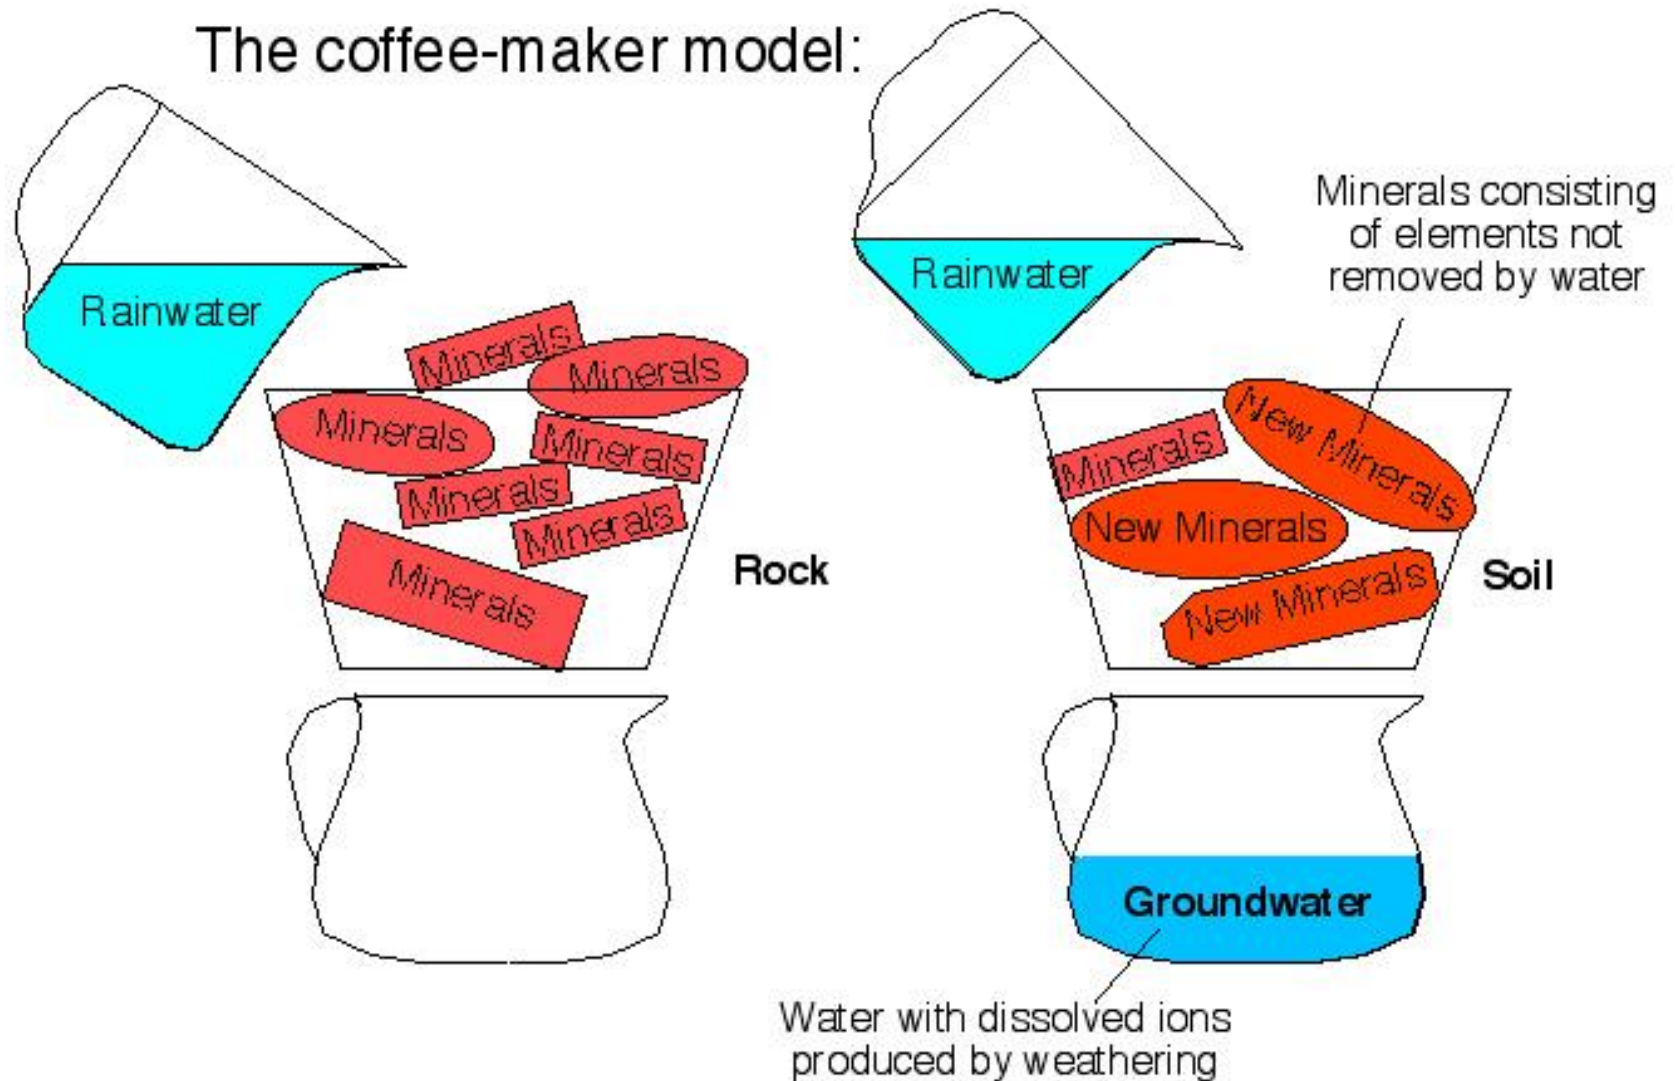 The coffee-maker model:
Rainwater
Minerals
Minerals
Minerals
Minerals
Minerals
Minerals
Minerals
Rock
Rainwater
Minerals consisting
of elements not
removed by water
Minerals
New Minerals
New Minerals
New Minerals
Soil
Groundwater
Water with dissolved ions
produced by weathering